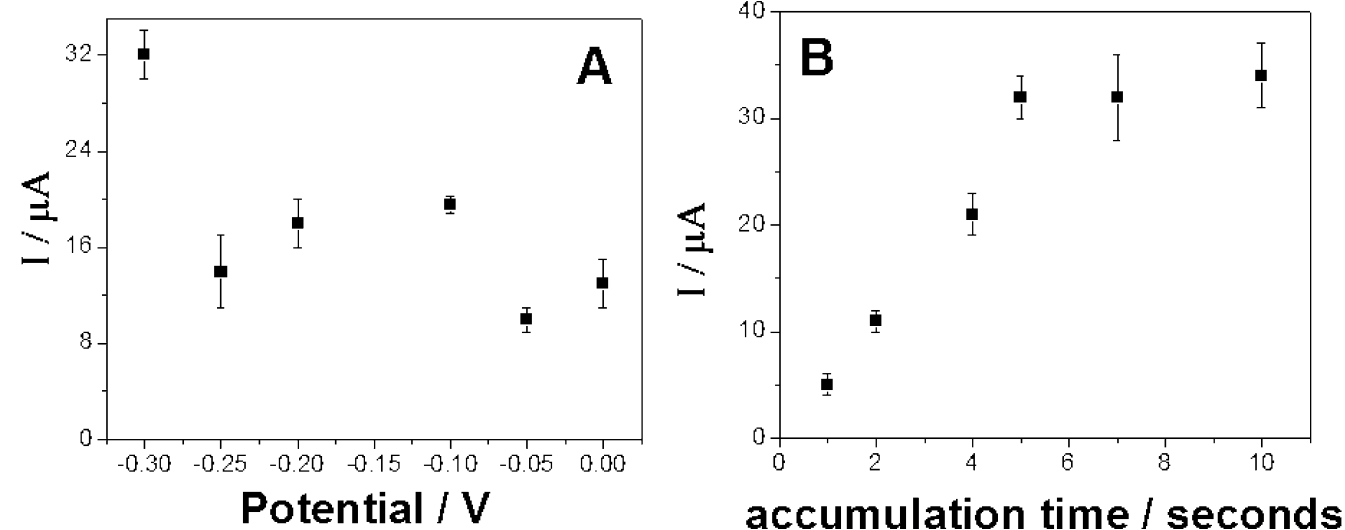 A
I / μA
32
24
16
8
0
-0.30 -0.25 -0.20 -0.15 -0.10 -0.05 0.00
Potential / V
B
I / μA
40
30
20
10
0
0 2 4 6 8 10
accumulation time / seconds